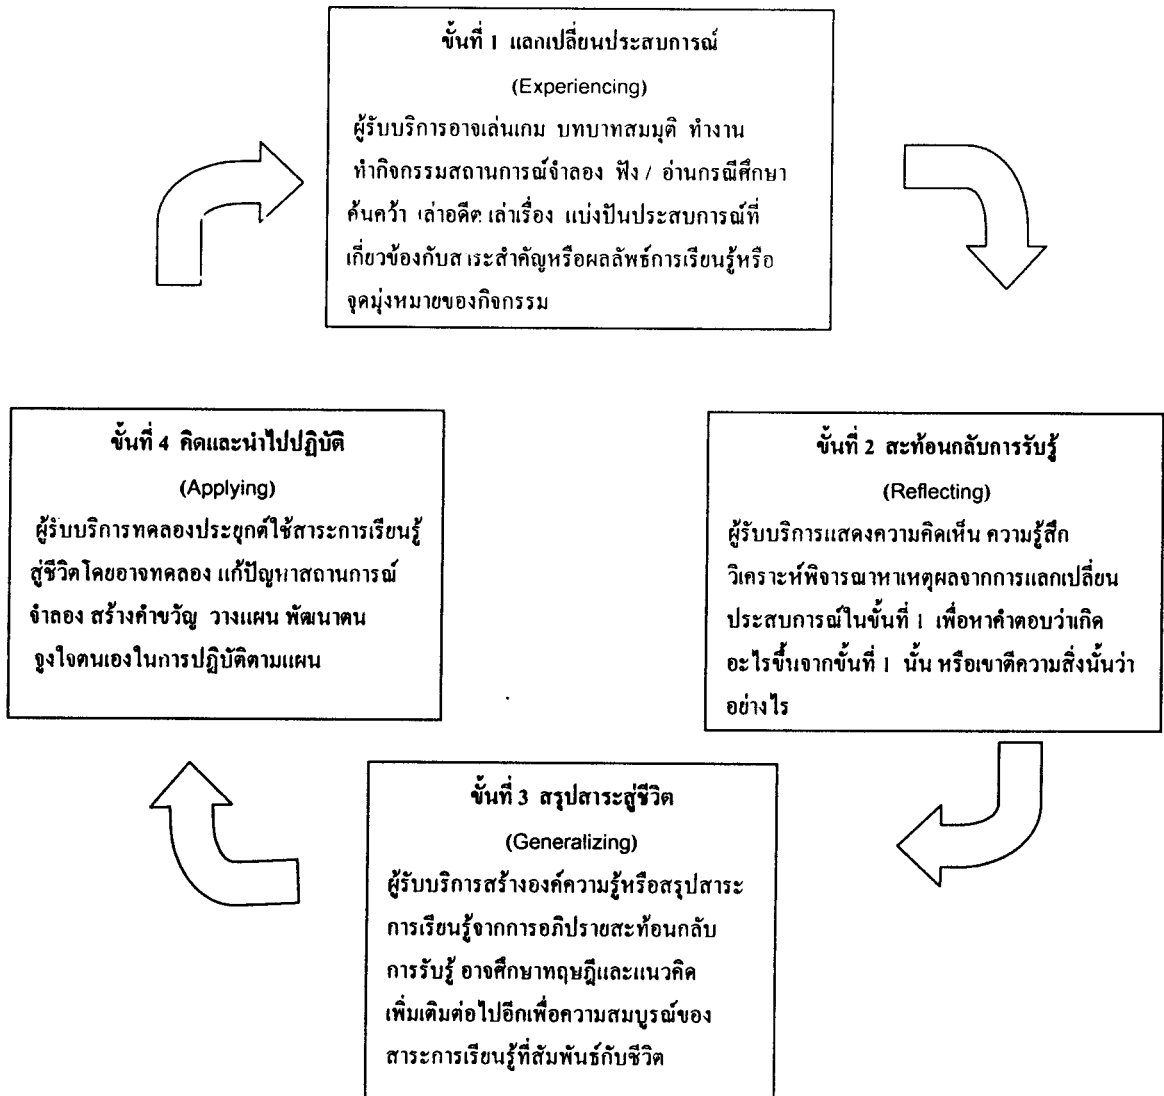 ขั้นที่ 1 แลกเปลี่ยนประสบการณ์
(Experiencing)
ผู้รับบริการอาจเล่นเกม บทบาทสมมุติ ทำงาน
ทำกิจกรรมสถานการณ์จำลอง ฟัง / อ่านกรณีศึกษา
ค้นคว้า เล่าอดีต เล่าเรื่อง แบ่งปันประสบการณ์ที่
เกี่ยวข้องกับสาระสำคัญหรือผลลัพธ์การเรียนรู้หรือ
จุดมุ่งหมายของกิจกรรม
ขั้นที่ 2 สะท้อนกลับการรับรู้
(Reflecting)
ผู้รับบริการแสดงความคิดเห็น ความรู้สึก
วิเคราะห์พิจารณาหาเหตุผลจากการแลกเปลี่ยน
ประสบการณ์ในขั้นที่ 1 เพื่อหาคำตอบว่าเกิด
อะไรขึ้นจากขั้นที่ 1 นั้น หรือเขาตีความสิ่งนั้นว่า
อย่างไร
ขั้นที่ 3 สรุปสาระสู่ชีวิต
(Generalizing)
ผู้รับบริการสร้างองค์ความรู้หรือสรุปสาระ
การเรียนรู้จากการอภิปรายสะท้อนกลับ
การรับรู้ อาจศึกษาทฤษฎีและแนวคิด
เพิ่มเติมต่อไปอีกเพื่อความสมบูรณ์ของ
สาระการเรียนรู้ที่สัมพันธ์กับชีวิต
ขั้นที่ 4 คิดและนำไปปฏิบัติ
(Applying)
ผู้รับบริการทดลองประยุกต์ใช้สาระการเรียนรู้
สู่ชีวิตโดยอาจทดลอง แก้ปัญหาสถานการณ์
จำลอง สร้างคำขวัญ วางแผน พัฒนาตน
จูงใจตนเองในการปฏิบัติตามแผน